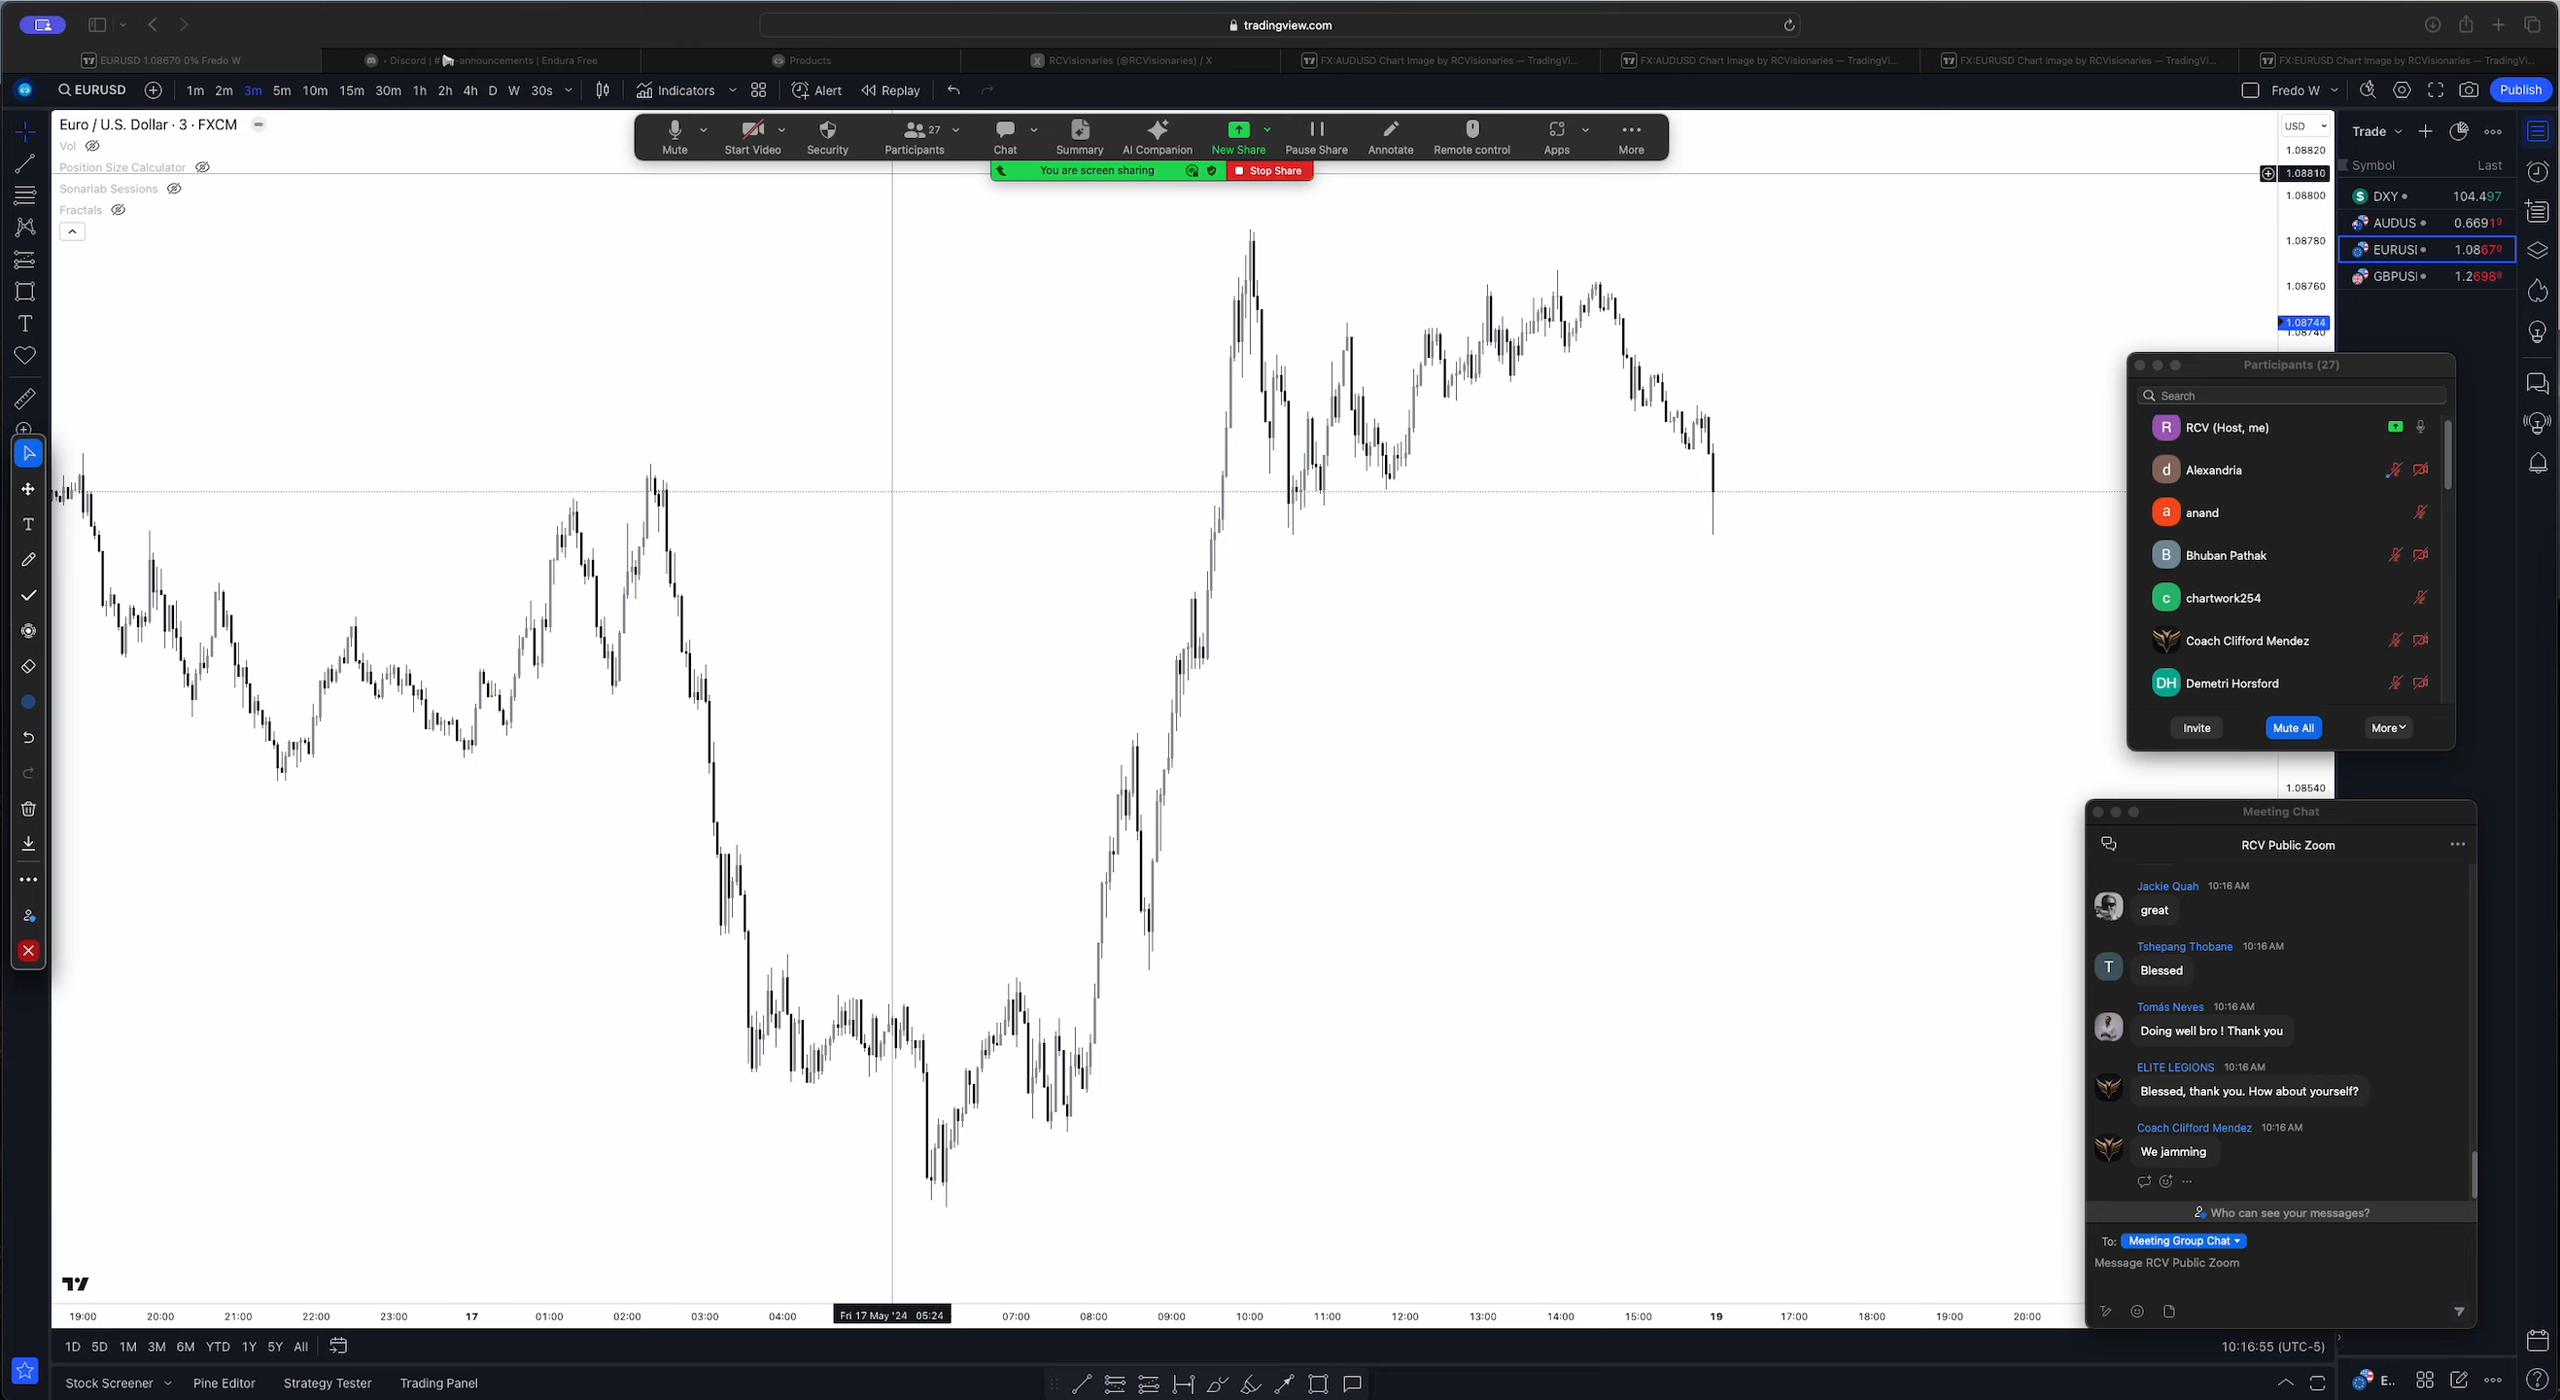 tradingview.com
EURUSD 1.08670 0% Fredo W
Discord | #
-announcements | Endura Free
Products
RCVisionaries (@RCVisionaries) / X
FX:AUDUSD Chart Image by RCVisionaries — TradingVi...
FX:AUDUSD Chart Image by RCVisionaries — TradingVi...
FX:EURUSD Chart Image by RCVisionaries — TradingVi...
FX:EURUSD Chart Image by RCVisionaries — TradingVi...
EURUSD
1m 2m 3m 5m 10m 15m 30m 1h 2h 4h D W 30s
Indicators
Alert
Replay
Fredo W
Publish
Euro / U.S. Dollar · 3 · FXCM
Vol
Position Size Calculator
Sonarlab Sessions
Fractals
Mute
Start Video
Security
27
Participants
Chat
Summary
AI Companion
New Share
Pause Share
Annotate
Remote control
Apps
More
You are screen sharing
Stop Share
USD
1.08820
1.08810
1.08800
1.08780
1.08760
1.08744
1.08740
1.08540
Trade
Symbol Last
DXY 104.497
AUDUS 0.66919
EURUS 1.08670
GBPUS 1.26988
Participants (27)
Search
R RCV (Host, me)
d Alexandria
a anand
B Bhuban Pathak
c chartwork254
Coach Clifford Mendez
DH Demetri Horsford
Invite
Mute All
More
Meeting Chat
RCV Public Zoom
Jackie Quah 10:16 AM
great
Tshepang Thobane 10:16 AM
T Blessed
Tomás Neves 10:16 AM
Doing well bro ! Thank you
ELITE LEGIONS 10:16 AM
Blessed, thank you. How about yourself?
Coach Clifford Mendez 10:16 AM
We jamming
Who can see your messages?
To: Meeting Group Chat
Message RCV Public Zoom
19:00 20:00 21:00 22:00 23:00 17 01:00 02:00 03:00 04:00 Fri 17 May '24 05:24 07:00 08:00 09:00 10:00 11:00 12:00 13:00 14:00 15:00 19 17:00 18:00 19:00 20:00
1D 5D 1M 3M 6M YTD 1Y 5Y All
10:16:55 (UTC-5)
Stock Screener
Pine Editor
Strategy Tester
Trading Panel
E..